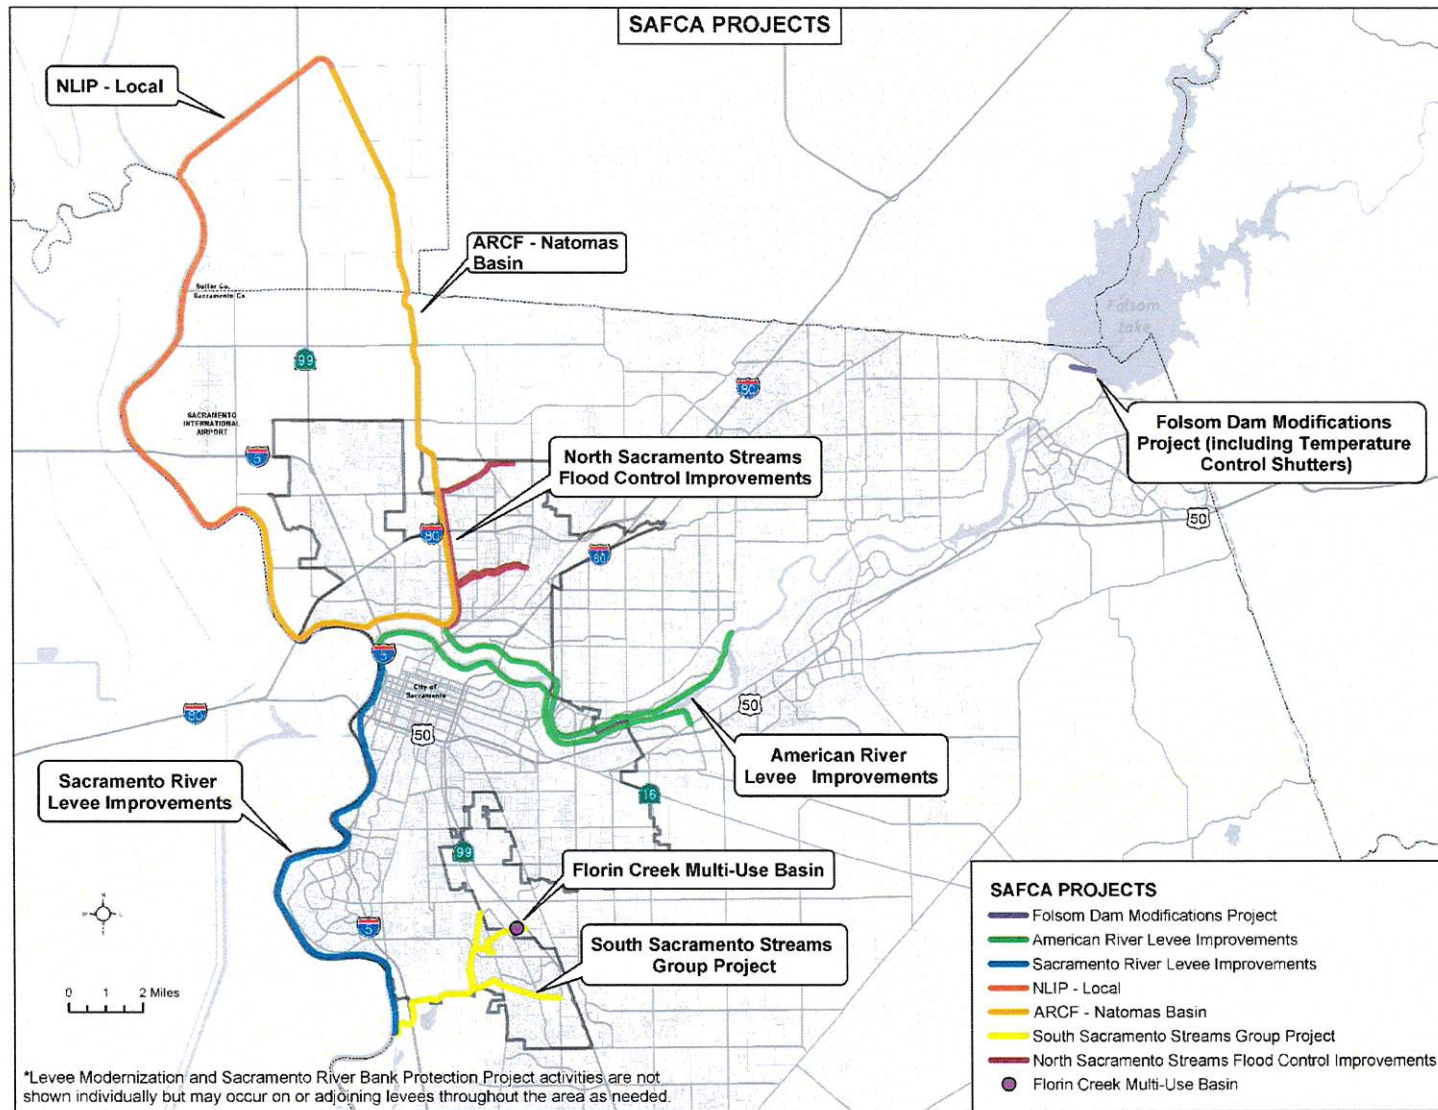 SAFCA PROJECTS
NLIP - Local
ARCF - Natomas
Basin
Sutter Co.
Sacramento Co.
Folsom
Lake
99
80
SACRAMENTO
INTERNATIONAL
AIRPORT
5
North Sacramento Streams
Flood Control Improvements
Folsom Dam Modifications
Project (including Temperature
Control Shutters)
80
80
50
5
City of
Sacramento
80
50
50
American River
Levee Improvements
Sacramento River
Levee Improvements
16
99
Florin Creek Multi-Use Basin
5
South Sacramento Streams
Group Project
N
0 1 2 Miles
SAFCA PROJECTS
Folsom Dam Modifications Project
American River Levee Improvements
Sacramento River Levee Improvements
NLIP - Local
ARCF - Natomas Basin
South Sacramento Streams Group Project
North Sacramento Streams Flood Control Improvements
Florin Creek Multi-Use Basin
*Levee Modernization and Sacramento River Bank Protection Project activities are not
shown individually but may occur on or adjoining levees throughout the area as needed.